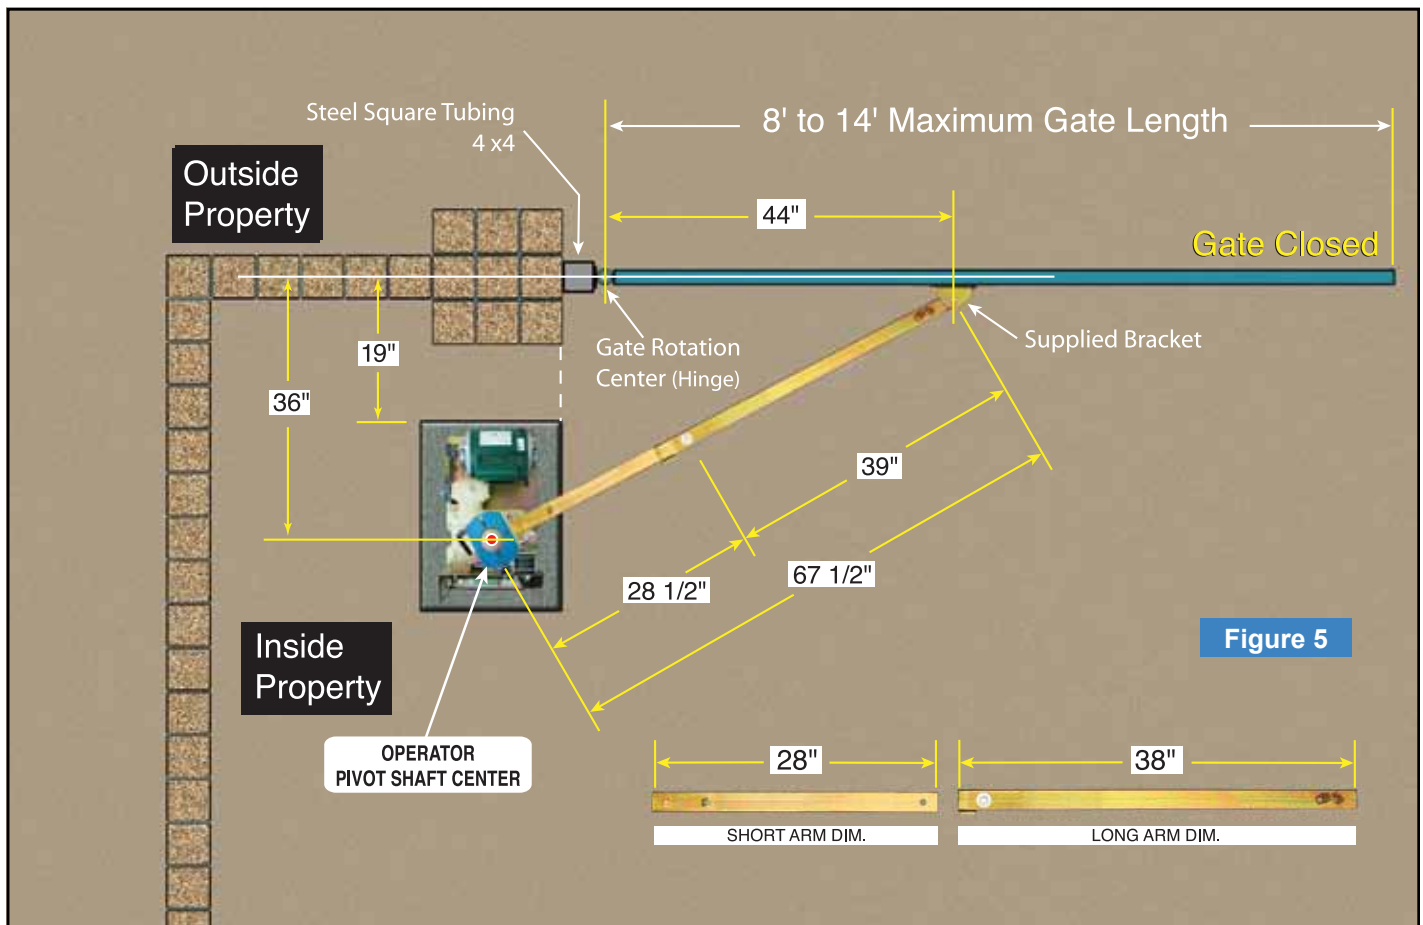 Steel Square Tubing
4 x4
8' to 14' Maximum Gate Length
Outside
Property
44"
Gate Closed
19"
36"
Gate Rotation
Center (Hinge)
Supplied Bracket
39"
28 1/2"
67 1/2"
Inside
Property
Figure 5
OPERATOR
PIVOT SHAFT CENTER
28"
38"
SHORT ARM DIM.
LONG ARM DIM.